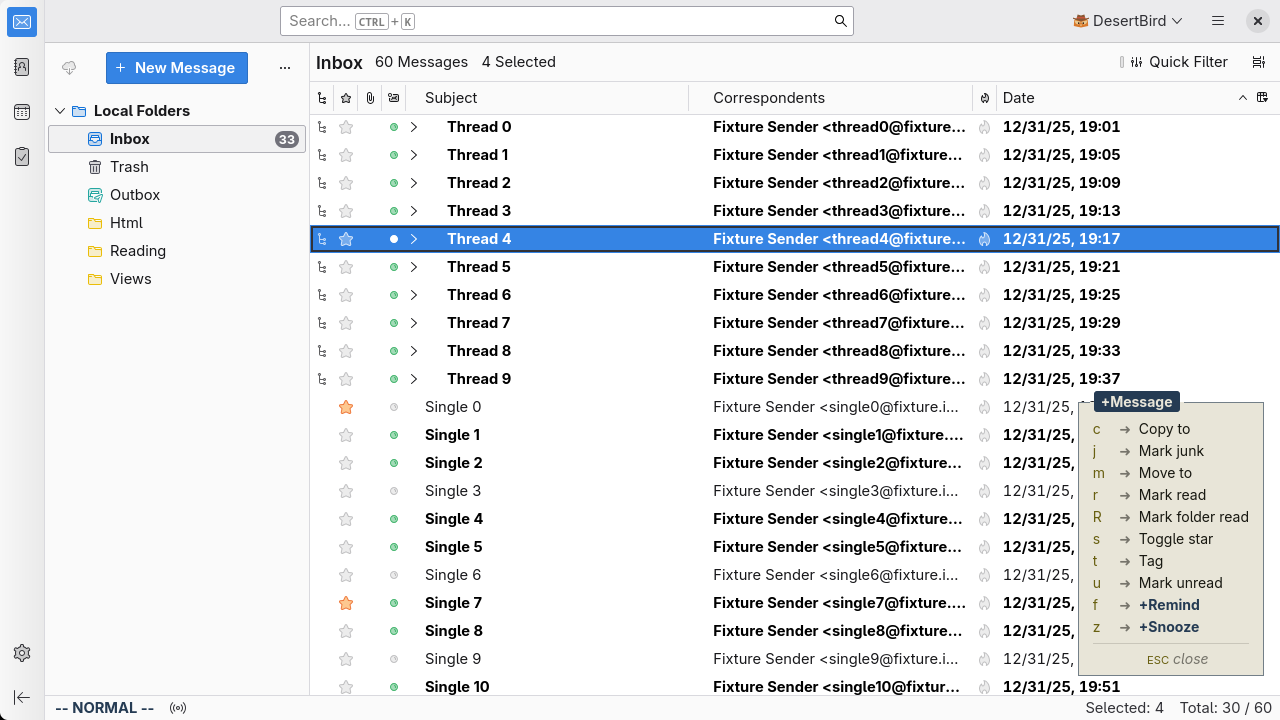 Search... CTRL + K
DesertBird
New Message
Local Folders
Inbox 33
Trash
Outbox
Html
Reading
Views
Inbox 60 Messages 4 Selected Quick Filter
Subject Correspondents Date
Thread 0 Fixture Sender <thread0@fixture... 12/31/25, 19:01
Thread 1 Fixture Sender <thread1@fixture... 12/31/25, 19:05
Thread 2 Fixture Sender <thread2@fixture... 12/31/25, 19:09
Thread 3 Fixture Sender <thread3@fixture... 12/31/25, 19:13
Thread 4 Fixture Sender <thread4@fixture... 12/31/25, 19:17
Thread 5 Fixture Sender <thread5@fixture... 12/31/25, 19:21
Thread 6 Fixture Sender <thread6@fixture... 12/31/25, 19:25
Thread 7 Fixture Sender <thread7@fixture... 12/31/25, 19:29
Thread 8 Fixture Sender <thread8@fixture... 12/31/25, 19:33
Thread 9 Fixture Sender <thread9@fixture... 12/31/25, 19:37
Single 0 Fixture Sender <single0@fixture.i... 12/31/25,
Single 1 Fixture Sender <single1@fixture.... 12/31/25,
Single 2 Fixture Sender <single2@fixture... 12/31/25,
Single 3 Fixture Sender <single3@fixture.i... 12/31/25,
Single 4 Fixture Sender <single4@fixture... 12/31/25,
Single 5 Fixture Sender <single5@fixture... 12/31/25,
Single 6 Fixture Sender <single6@fixture.i... 12/31/25,
Single 7 Fixture Sender <single7@fixture.... 12/31/25,
Single 8 Fixture Sender <single8@fixture... 12/31/25,
Single 9 Fixture Sender <single9@fixture.i... 12/31/25,
Single 10 Fixture Sender <single10@fixtur... 12/31/25, 19:51
+Message
c → Copy to
j → Mark junk
m → Move to
r → Mark read
R → Mark folder read
s → Toggle star
t → Tag
u → Mark unread
f → +Remind
z → +Snooze
ESC close
-- NORMAL -- Selected: 4 Total: 30 / 60